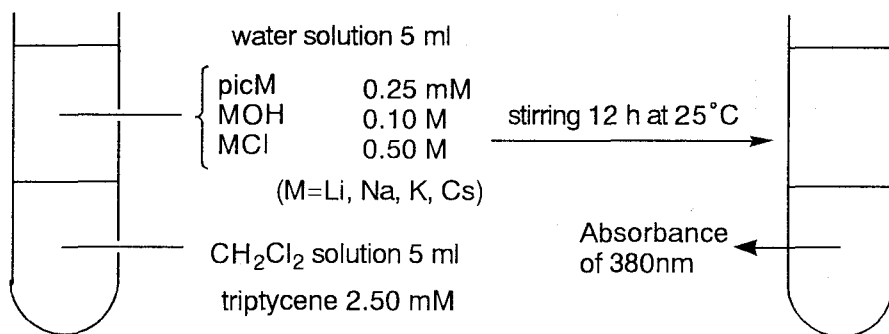 water solution 5 ml
picM 0.25 mM
MOH 0.10 M
MCl 0.50 M
(M=Li, Na, K, Cs)
stirring 12 h at 25°C
CH₂Cl₂ solution 5 ml
triptycene 2.50 mM
Absorbance
of 380nm